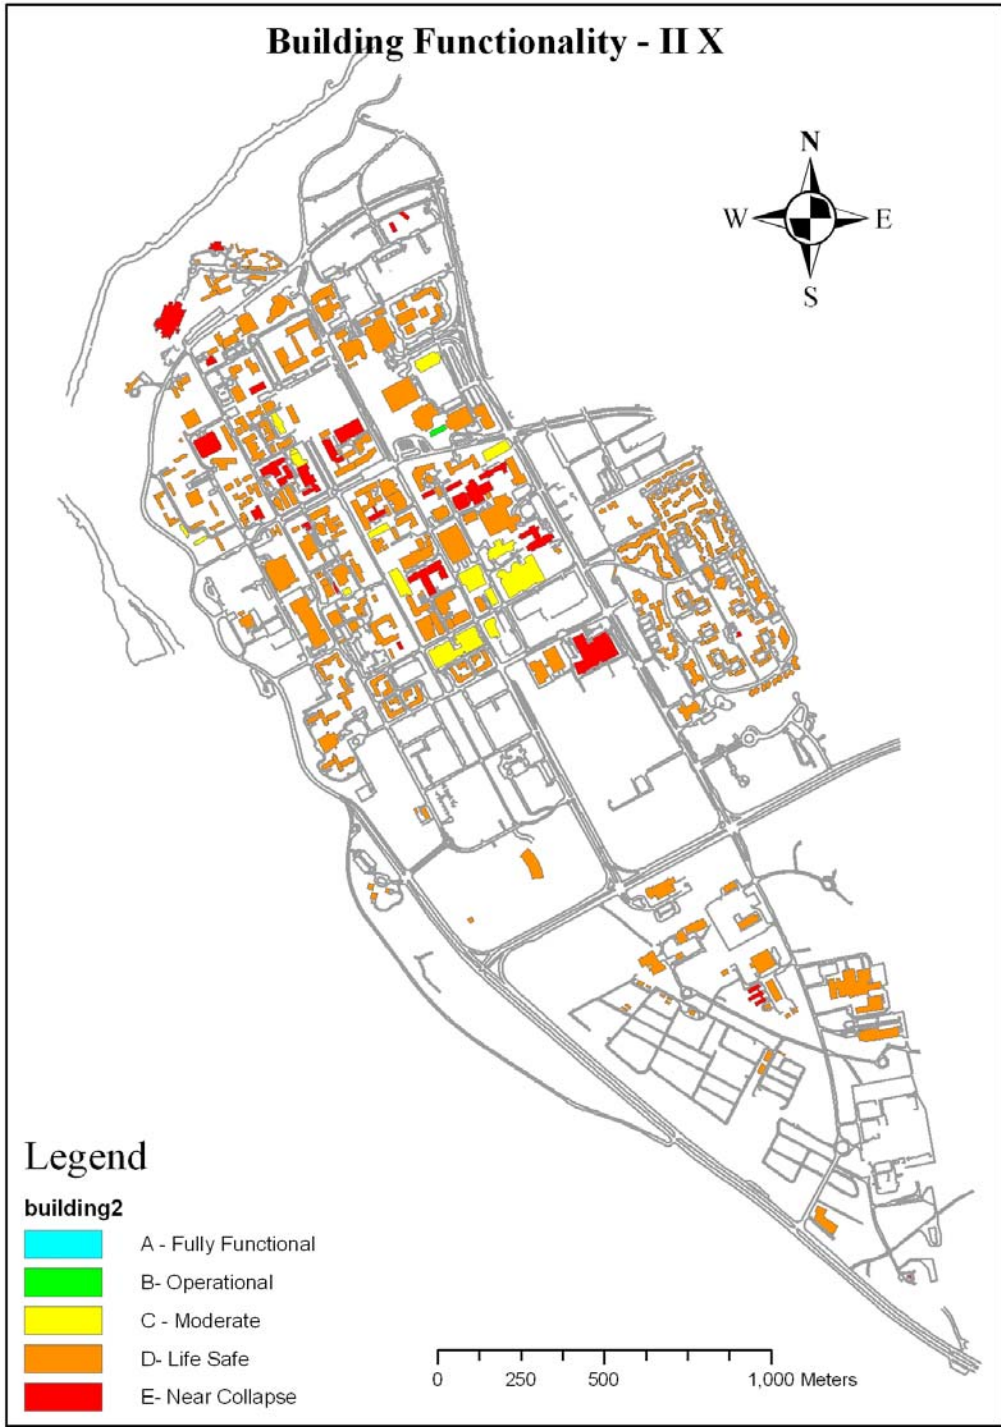 Building Functionality - II X
N
W E
S
Legend
building2
A - Fully Functional
B- Operational
C - Moderate
D- Life Safe
E- Near Collapse
0 250 500 1,000 Meters